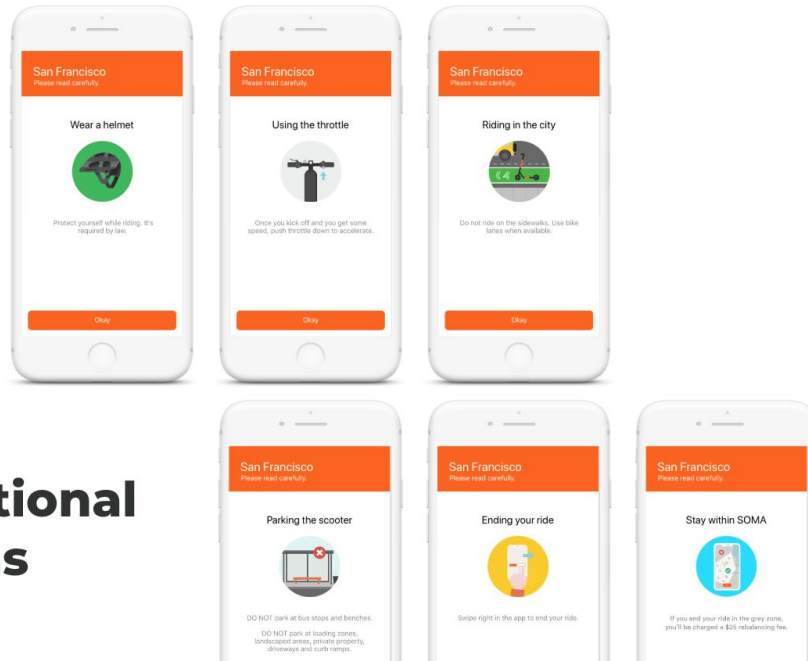 San Francisco
Please read carefully.
Wear a helmet
Protect yourself while riding. It's
required by law.
Okay
San Francisco
Please read carefully.
Using the throttle
Once you kick off and you get some
speed, push throttle down to accelerate.
Okay
San Francisco
Please read carefully.
Riding in the city
Do not ride on the sidewalks. Use bike
lanes when available.
Okay
tional
s
San Francisco
Please read carefully.
Parking the scooter
DO NOT park at bus stops and benches.
DO NOT park at loading zones,
landscaped areas, private property,
driveways and curb ramps.
San Francisco
Please read carefully.
Ending your ride
Swipe right in the app to end your ride.
San Francisco
Please read carefully.
Stay within SOMA
If you end your ride in the grey zone,
you'll be charged a $25 rebalancing fee.